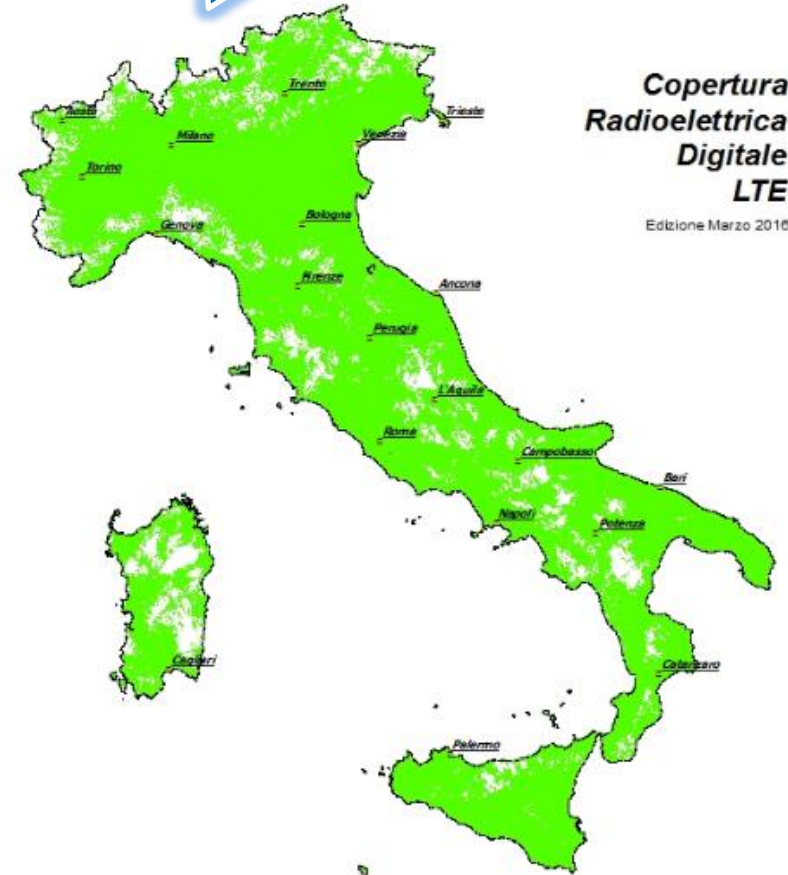 Copertura
Radioelettrica
Digitale
LTE
Edizione Marzo 2016
Trento
Aosta
Trieste
Milano
Venezia
Torino
Bologna
Genova
Firenze
Ancona
Perugia
L'Aquila
Roma
Campobasso
Bari
Napoli
Potenza
Cagliari
Catanzaro
Palermo